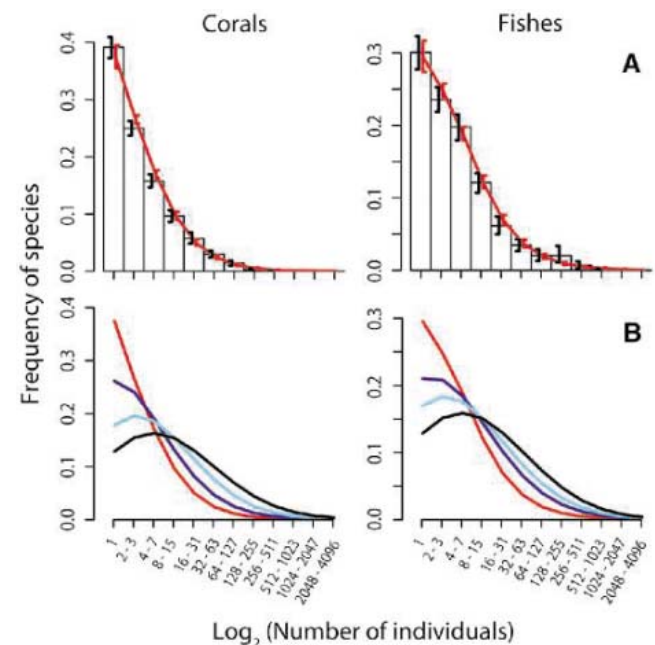 Corals
Fishes
Frequency of species
A
0.0 0.1 0.2 0.3 0.4
0.0 0.1 0.2 0.3
B
0.0 0.1 0.2 0.3 0.4
0.0 0.1 0.2 0.3
1 2 - 3 4 - 7 8 - 15 16 - 31 32 - 63 64 - 127 128 - 255 256 - 511 512 - 1023 1024 - 2047 2048 - 4096
1 2 - 3 4 - 7 8 - 15 16 - 31 32 - 63 64 - 127 128 - 255 256 - 511 512 - 1023 1024 - 2047 2048 - 4096
Log₂ (Number of individuals)